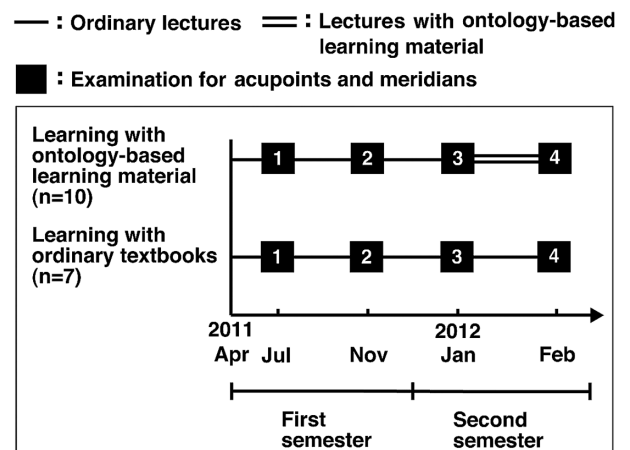 : Ordinary lectures
: Lectures with ontology-based
learning material
: Examination for acupoints and meridians
Learning with
ontology-based
learning material
(n=10)
1 2 3 4
Learning with
ordinary textbooks
(n=7)
1 2 3 4
2011 2012
Apr Jul Nov Jan Feb
First
semester
Second
semester